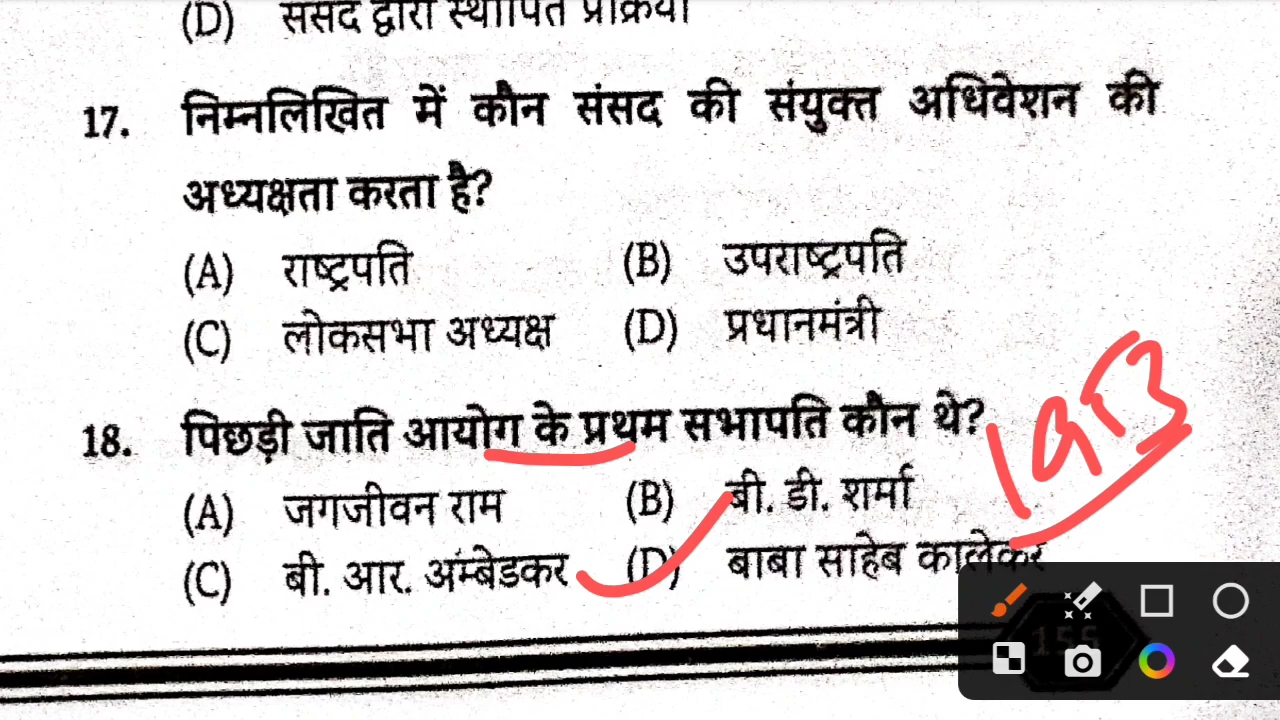 (D) संसद द्वारा स्थापित प्रक्रिया
17. निम्नलिखित में कौन संसद की संयुक्त अधिवेशन की
अध्यक्षता करता है?
(A) राष्ट्रपति (B) उपराष्ट्रपति
(C) लोकसभा अध्यक्ष (D) प्रधानमंत्री
18. पिछड़ी जाति आयोग के प्रथम सभापति कौन थे?
1953
(A) जगजीवन राम (B) बी. डी. शर्मा
(C) बी. आर. अंम्बेडकर (D) बाबा साहेब कालेकर
155